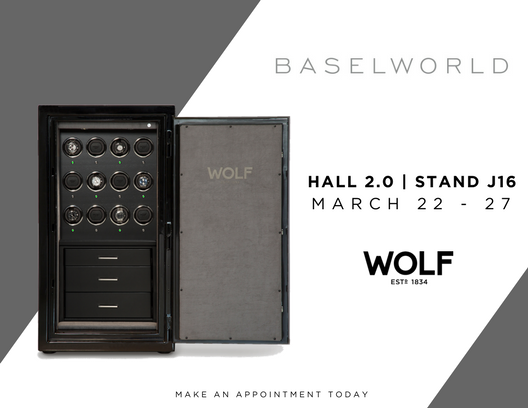 BASELWORLD
WOLF
HALL 2.0 | STAND J16
MARCH 22 - 27
WOLF
ESTD 1834
MAKE AN APPOINTMENT TODAY